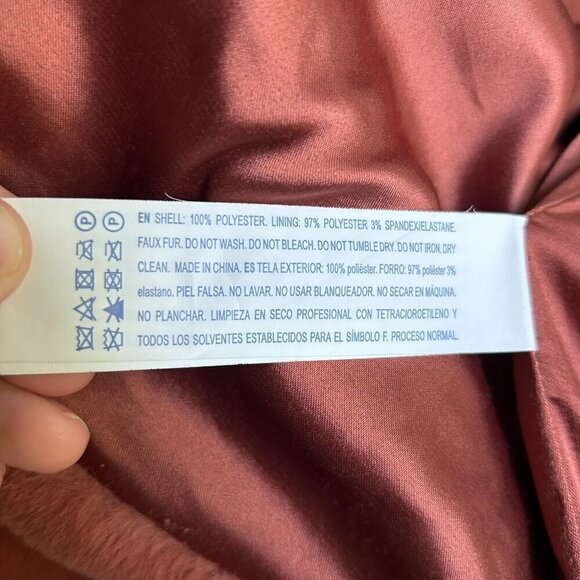 Ⓟ Ⓟ EN SHELL: 100% POLYESTER. LINING: 97% POLYESTER 3% SPANDEX/ELASTANE.
FAUX FUR. DO NOT WASH. DO NOT BLEACH. DO NOT TUMBLE DRY. DO NOT IRON. DRY
CLEAN. MADE IN CHINA. ES TELA EXTERIOR: 100% poliéster. FORRO: 97% poliéster 3%
elastano. PIEL FALSA. NO LAVAR. NO USAR BLANQUEADOR. NO SECAR EN MÁQUINA.
NO PLANCHAR. LIMPIEZA EN SECO PROFESIONAL CON TETRACIOROETILENO Y
TODOS LOS SOLVENTES ESTABLECIDOS PARA EL SÍMBOLO F. PROCESO NORMAL.